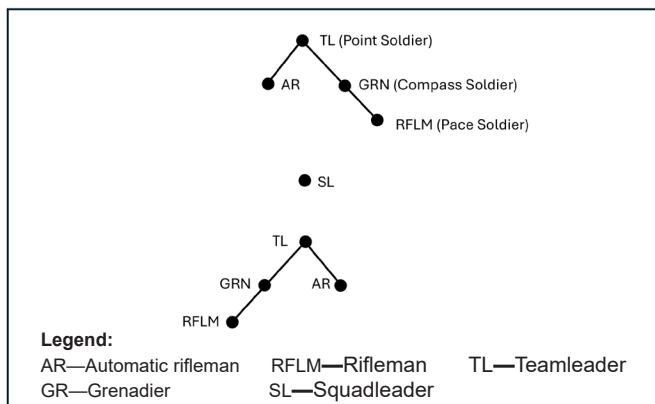 TL (Point Soldier)
AR
GRN (Compass Soldier)
RFLM (Pace Soldier)
SL
TL
GRN
AR
RFLM
Legend:
AR—Automatic rifleman RFLM—Rifleman TL—Teamleader
GR—Grenadier SL—Squadleader